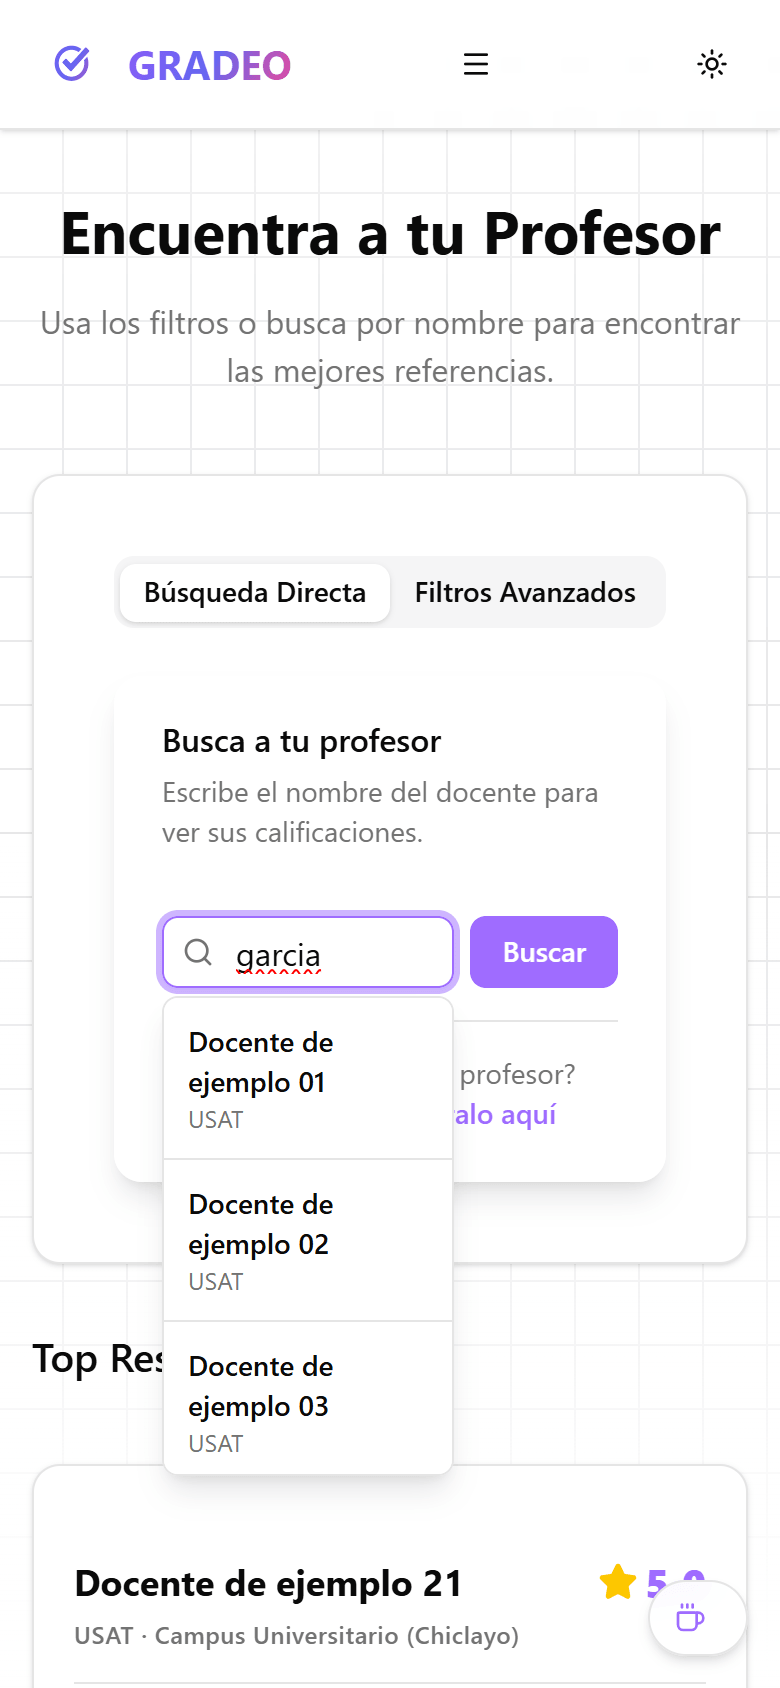 GRADEO
Encuentra a tu Profesor
Usa los filtros o busca por nombre para encontrar
las mejores referencias.
Búsqueda Directa
Filtros Avanzados
Busca a tu profesor
Escribe el nombre del docente para
ver sus calificaciones.
garcia
Buscar
Docente de
ejemplo 01
USAT
profesor?
alo aquí
Docente de
ejemplo 02
USAT
Top Res
Docente de
ejemplo 03
USAT
Docente de ejemplo 21
5.0
USAT · Campus Universitario (Chiclayo)